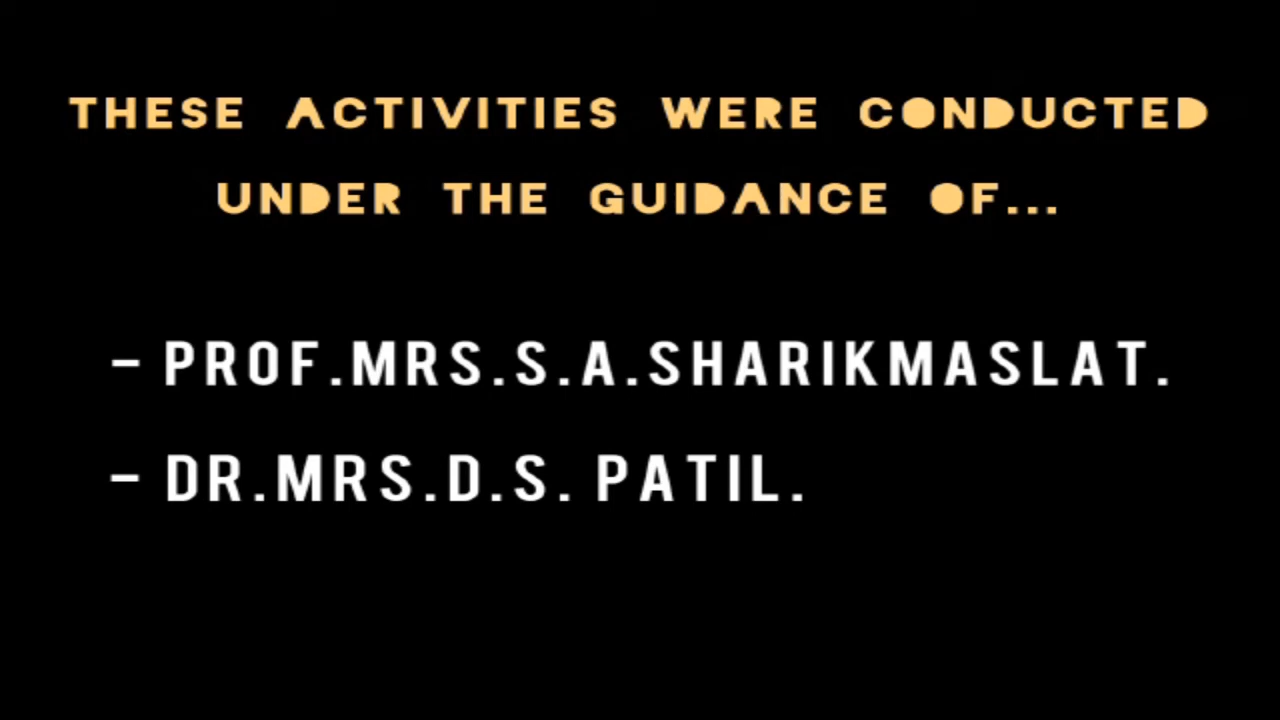 THESE ACTIVITIES WERE CONDUCTED
UNDER THE GUIDANCE OF...
- PROF.MRS.S.A.SHARIKMASLAT.
- DR.MRS.D.S. PATIL.